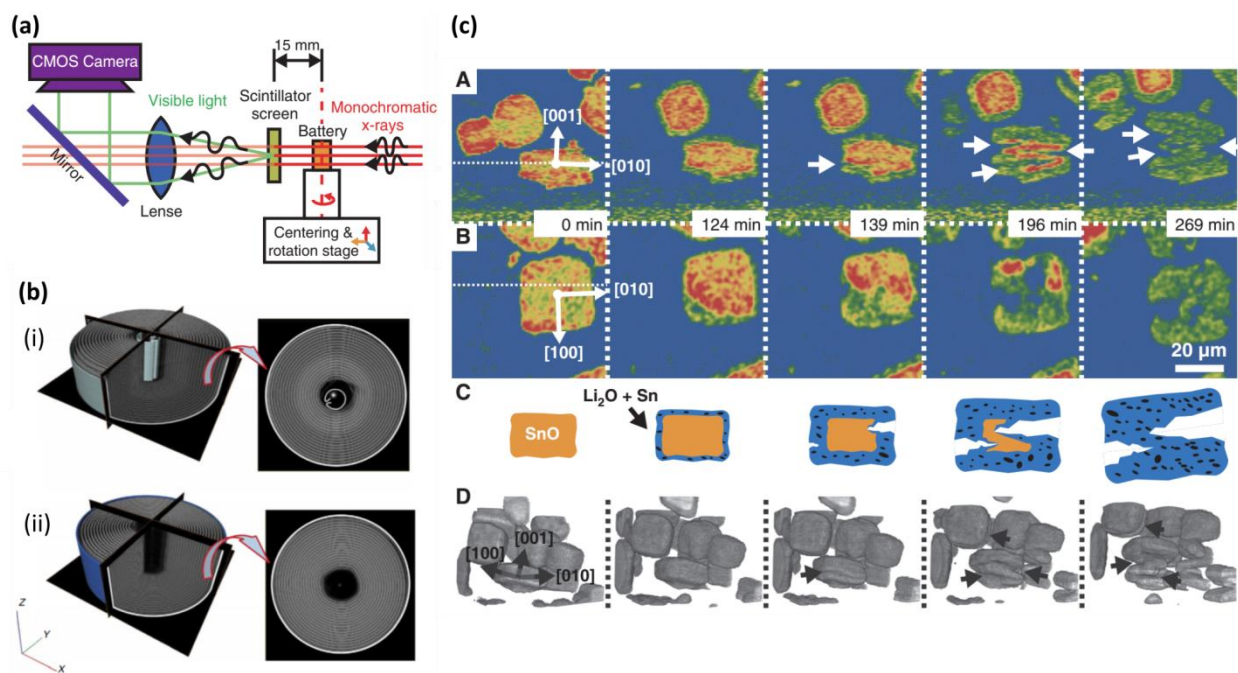 (a)
15 mm
CMOS Camera
Visible light
Scintillator
screen
Monochromatic
x-rays
Battery
Mirror
Lense
Centering &
rotation stage
(b)
(i)
(ii)
Z
Y
X
(c)
A
[001]
[010]
0 min
124 min
139 min
196 min
269 min
B
[010]
[100]
20 µm
C
Li₂O + Sn
SnO
D
[100]
[001]
[010]